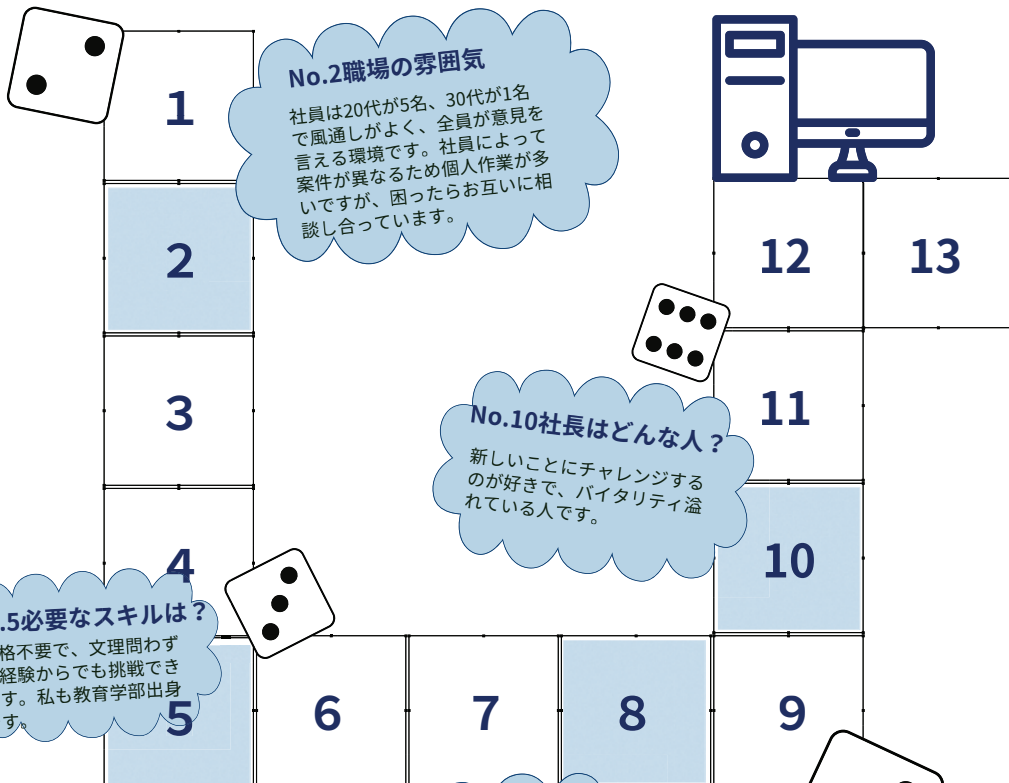 1
No.2職場の雰囲気
社員は20代が5名、30代が1名
で風通しがよく、全員が意見を
言える環境です。社員によって
案件が異なるため個人作業が多
いですが、困ったらお互いに相
談し合っています。
2
12
13
3
No.10社長はどんな人？
新しいことにチャレンジする
のが好きで、バイタリティ溢
れている人です。
11
10
4
.5必要なスキルは？
格不要で、文理問わず
経験からでも挑戦でき
す。私も教育学部出身
す。
5
6
7
8
9